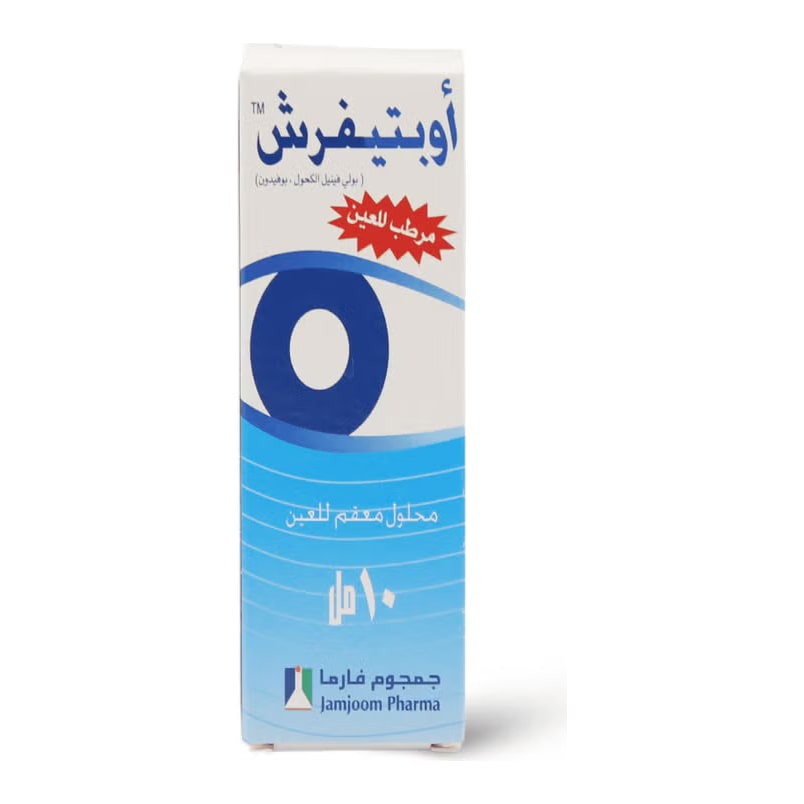 أوبتيفرش™
(بولي فينيل الكحول ، بوفيدون)
مرطب للعين
محلول معقم للعين
١٠ مل
جمجوم فارما
Jamjoom Pharma